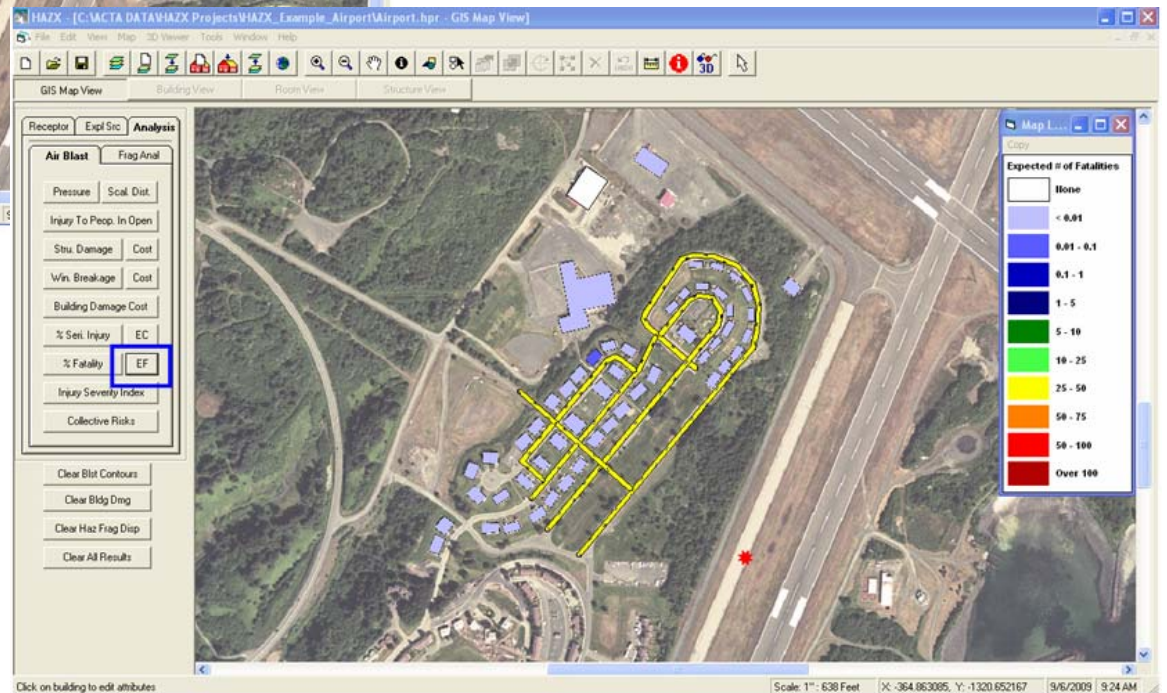 HAZX - [C:\ACTA DATA\HAZX Projects\HAZX_Example_Airport\Airport.hpr - GIS Map View]
File Edit View Map 3D Viewer Tools Window Help
3D
GIS Map View Building View Room View Structure View
Receptor Expl Src Analysis
Air Blast Frag Anal
Pressure Scal. Dist.
Injury To Peop. In Open
Stru. Damage Cost
Win. Breakage Cost
Building Damage Cost
% Seri. Injury EC
% Fatality EF
Injury Severity Index
Collective Risks
Clear Blst Contours
Clear Bldg Dmg
Clear Haz Frag Disp
Clear All Results
Map L...
Copy
Expected # of Fatalities
None
< 0.01
0.01 - 0.1
0.1 - 1
1 - 5
5 - 10
10 - 25
25 - 50
50 - 75
50 - 100
Over 100
Click on building to edit attributes Scale: 1" : 638 Feet X: -364.863085, Y: -1320.652167 9/6/2009 9:24 AM